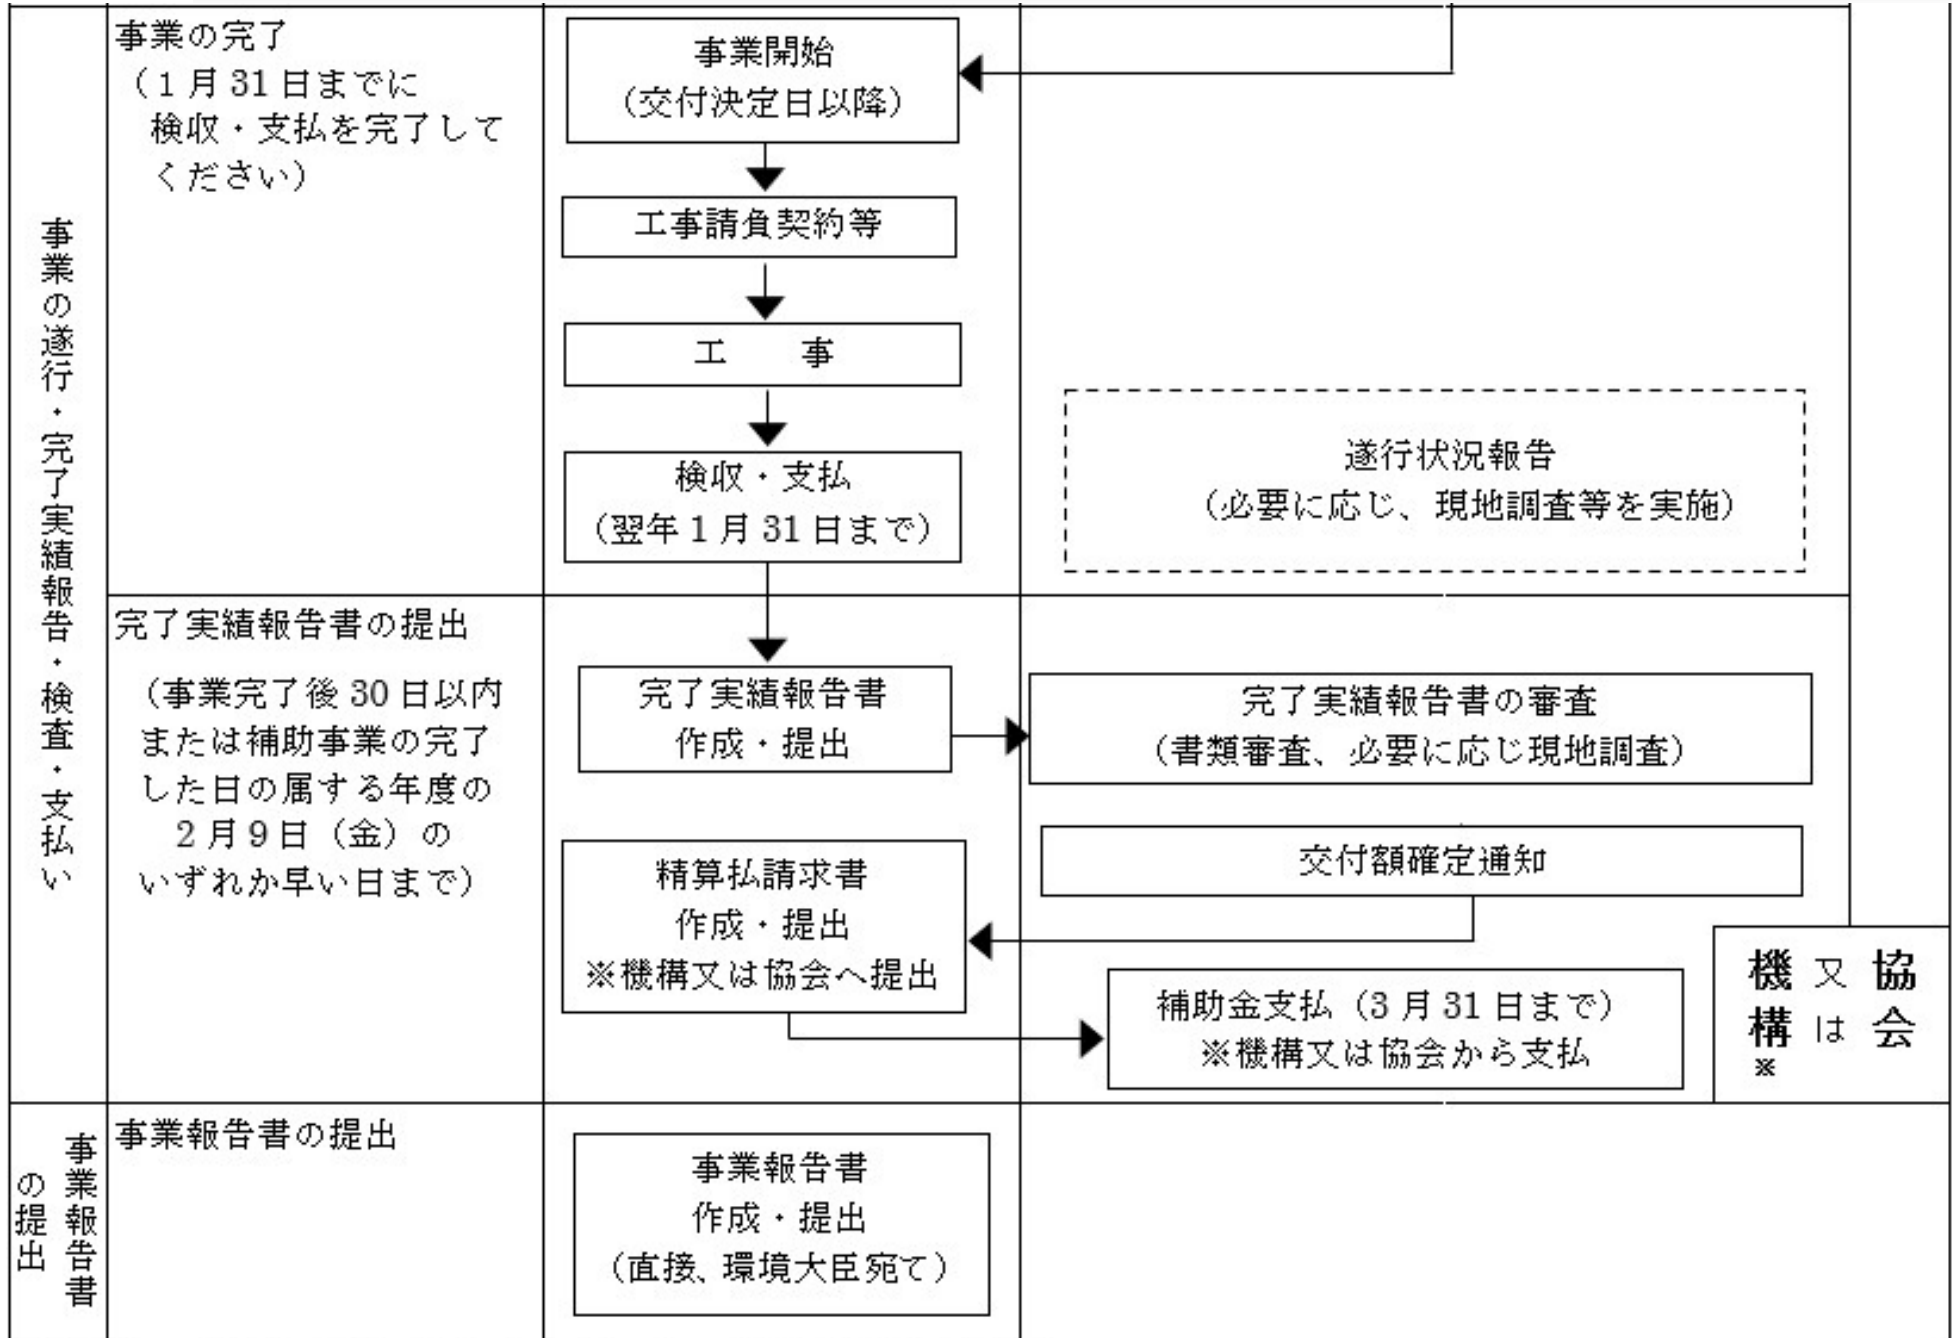 事業の遂行・完了実績報告・検査・支払い
事業の完了
（１月 31 日までに
検収・支払を完了して
ください）
事業開始
（交付決定日以降）
工事請負契約等
工　　事
検収・支払
（翌年 1 月 31 日まで）
遂行状況報告
（必要に応じ、現地調査等を実施）
完了実績報告書の提出
（事業完了後 30 日以内
または補助事業の完了
した日の属する年度の
2 月 9 日（金）の
いずれか早い日まで）
完了実績報告書
作成・提出
完了実績報告書の審査
（書類審査、必要に応じ現地調査）
交付額確定通知
精算払請求書
作成・提出
※機構又は協会へ提出
補助金支払（3 月 31 日まで）
※機構又は協会から支払
協会
又は
機構※
事業報告書
の提出
事業報告書の提出
事業報告書
作成・提出
（直接、環境大臣宛て）